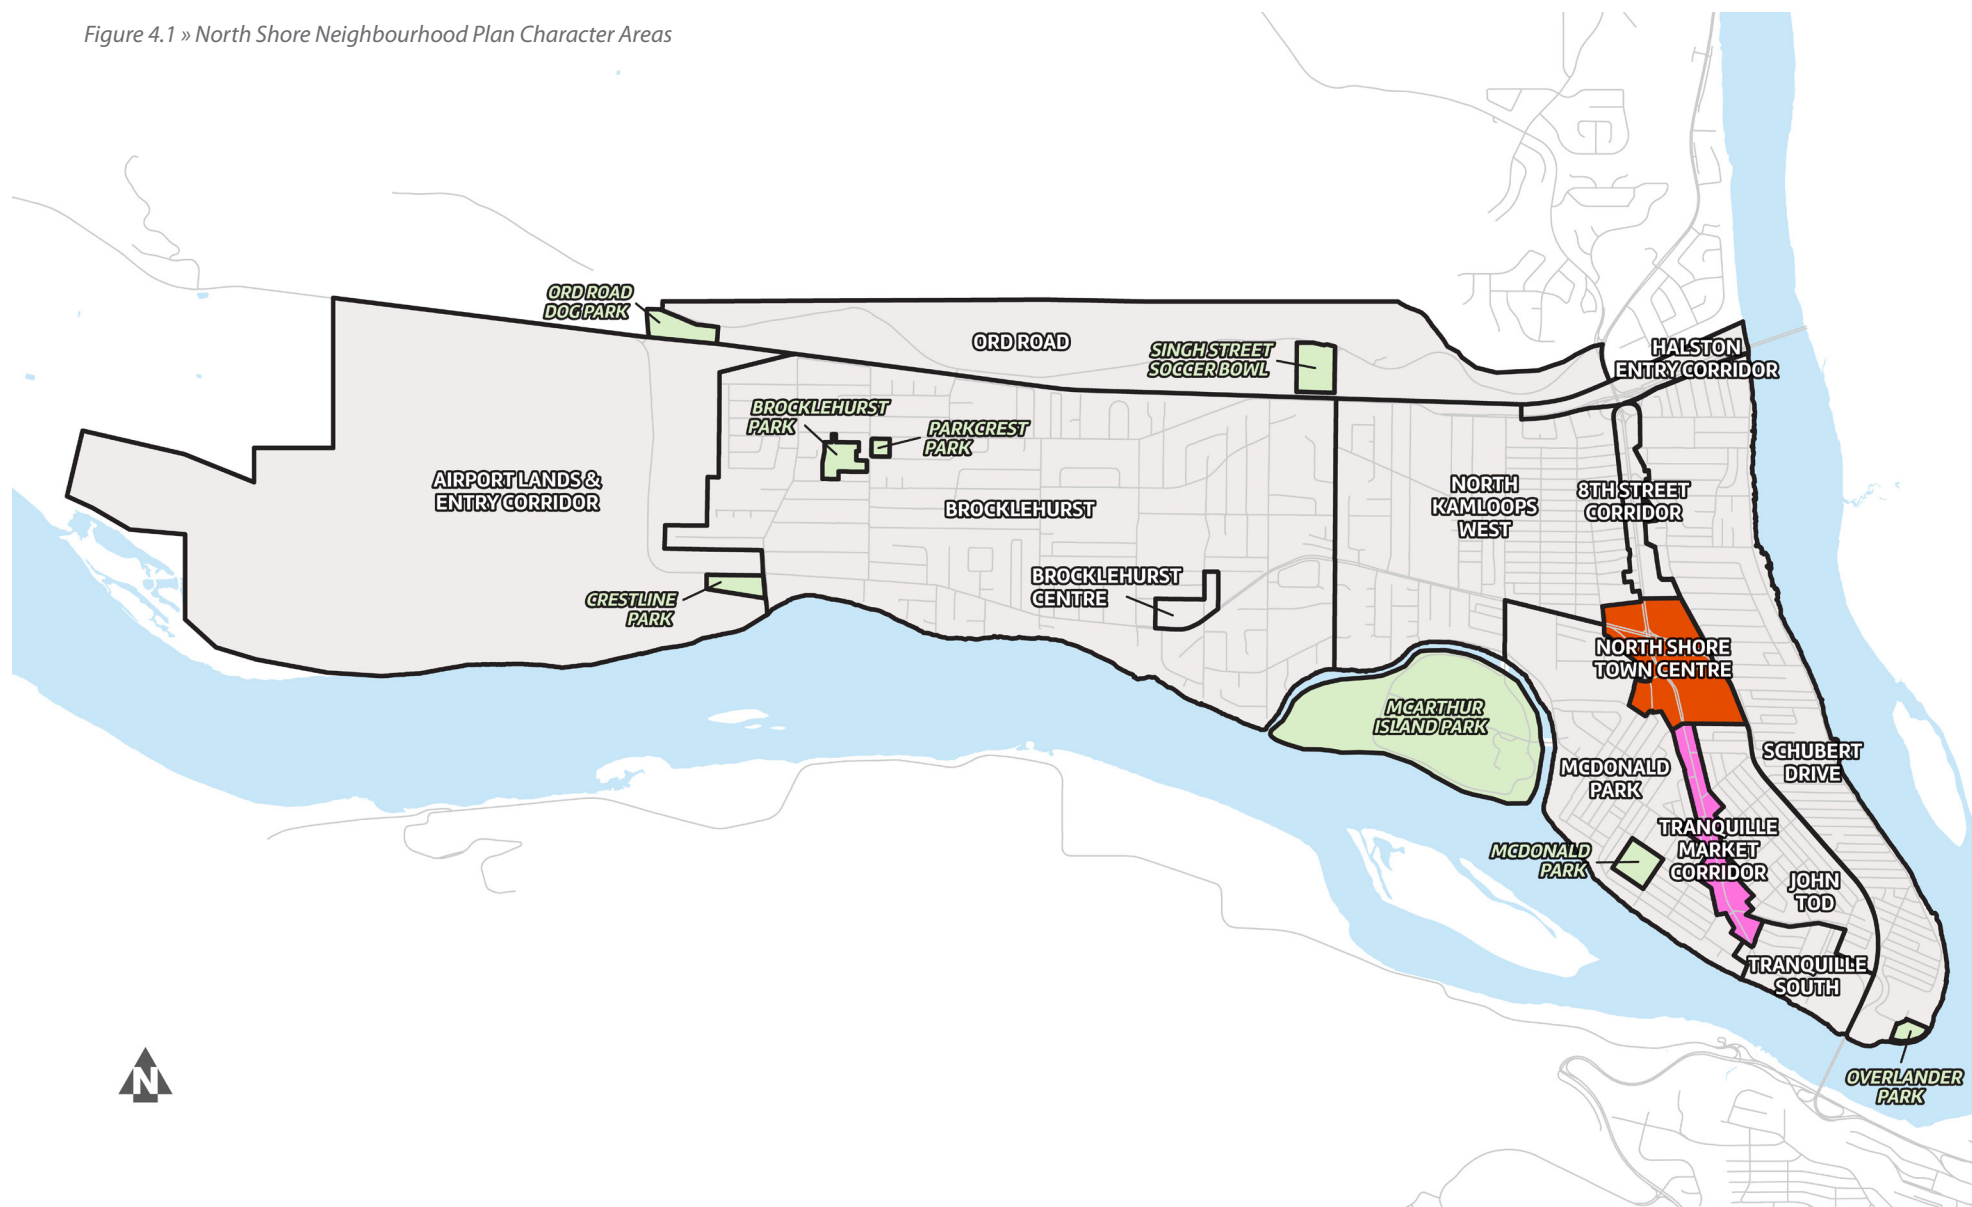 Figure 4.1 » North Shore Neighbourhood Plan Character Areas
ORD ROAD
DOG PARK
ORD ROAD
SINGH STREET
SOCCER BOWL
HALSTON
ENTRY CORRIDOR
BROCKLEHURST
PARK
PARKCREST
PARK
AIRPORT LANDS &
ENTRY CORRIDOR
BROCKLEHURST
NORTH
KAMLOOPS
WEST
8TH STREET
CORRIDOR
BROCKLEHURST
CENTRE
CRESTLINE
PARK
NORTH SHORE
TOWN CENTRE
MCARTHUR
ISLAND PARK
SCHUBERT
DRIVE
MCDONALD
PARK
TRANQUILLE
MARKET
CORRIDOR
MCDONALD
PARK
JOHN
TOD
TRANQUILLE
SOUTH
OVERLANDER
PARK
N